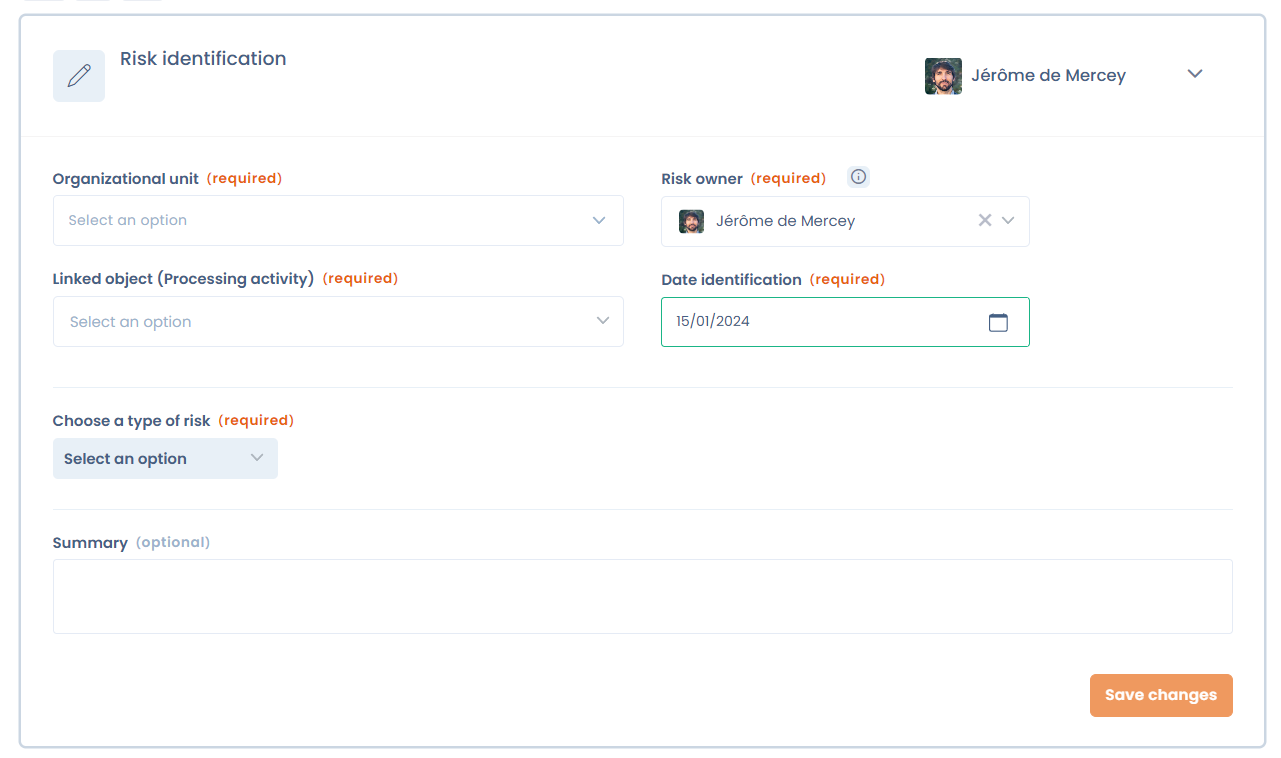 Risk identification
Jérôme de Mercey
Organizational unit (required)
Risk owner (required)
Select an option
Jérôme de Mercey
Linked object (Processing activity) (required)
Date identification (required)
Select an option
15/01/2024
Choose a type of risk (required)
Select an option
Summary (optional)
Save changes